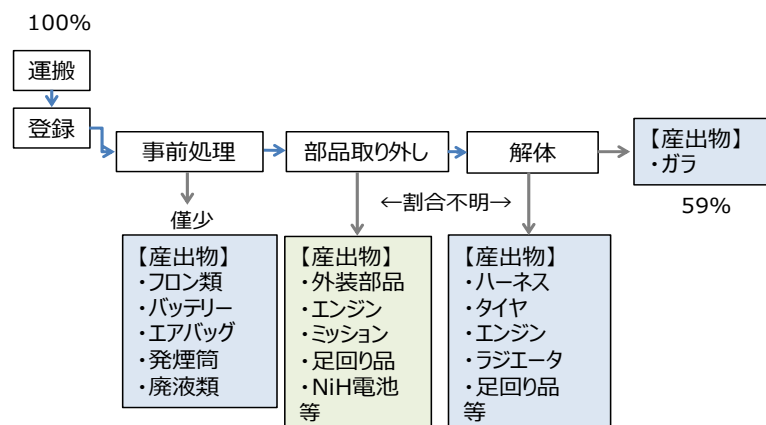 100%
運搬
登録
事前処理
部品取り外し
解体
【産出物】
・ガラ
59%
僅少
←割合不明→
【産出物】
・フロン類
・バッテリー
・エアバッグ
・発煙筒
・廃液類
【産出物】
・外装部品
・エンジン
・ミッション
・足回り品
・NiH電池
等
【産出物】
・ハーネス
・タイヤ
・エンジン
・ラジエータ
・足回り品
等